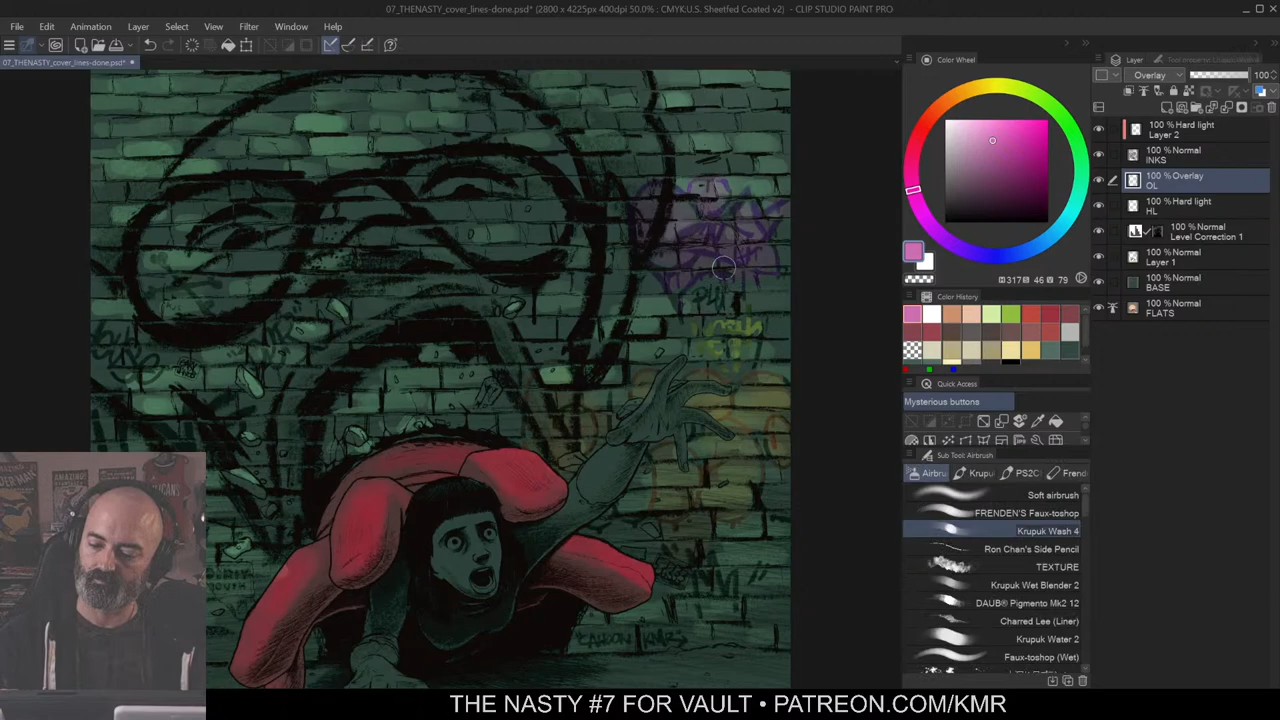 07_THENASTY_cover_lines-done.psd* (2800 x 4225px 400dpi 50.0% : CMYK:U.S. Sheetfed Coated v2) - CLIP STUDIO PAINT PRO
File Edit Animation Layer Select View Filter Window Help
07_THENASTY_cover_lines-done.psd*
Color Wheel
317 46 79
Color History
Quick Access
Mysterious buttons
Sub Tool: Airbrush
Airbru Krupuk PS2C Frend
Soft airbrush
FRENDEN'S Faux-toshop
Krupuk Wash 4
Ron Chan's Side Pencil
TEXTURE
Krupuk Wet Blender 2
DAUB® Pigmento Mk2 12
Charred Lee (Liner)
Krupuk Water 2
Faux-toshop (Wet)
Layer
Overlay 100
100 % Hard light
Layer 2
100 % Normal
INKS
100 % Overlay
OL
100 % Hard light
HL
100 % Normal
Level Correction 1
100 % Normal
Layer 1
100 % Normal
BASE
100 % Normal
FLATS
THE NASTY #7 FOR VAULT • PATREON.COM/KMR